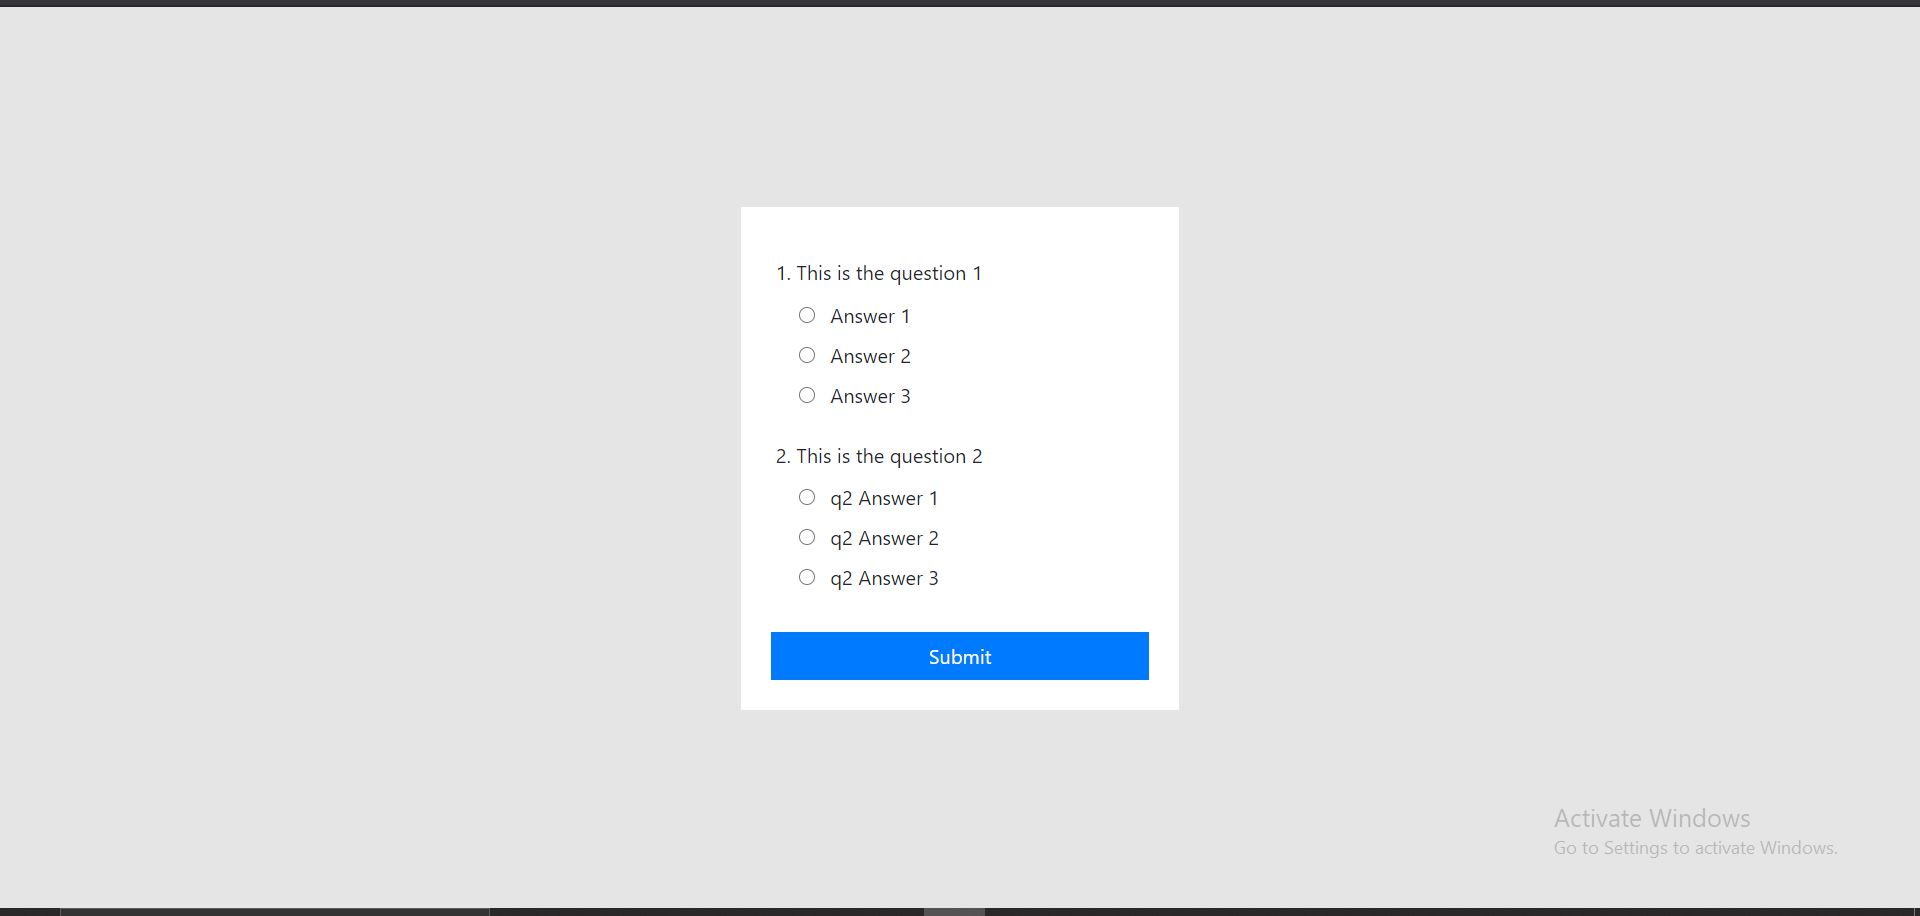 1. This is the question 1
Answer 1
Answer 2
Answer 3
2. This is the question 2
q2 Answer 1
q2 Answer 2
q2 Answer 3
Submit
Activate Windows
Go to Settings to activate Windows.